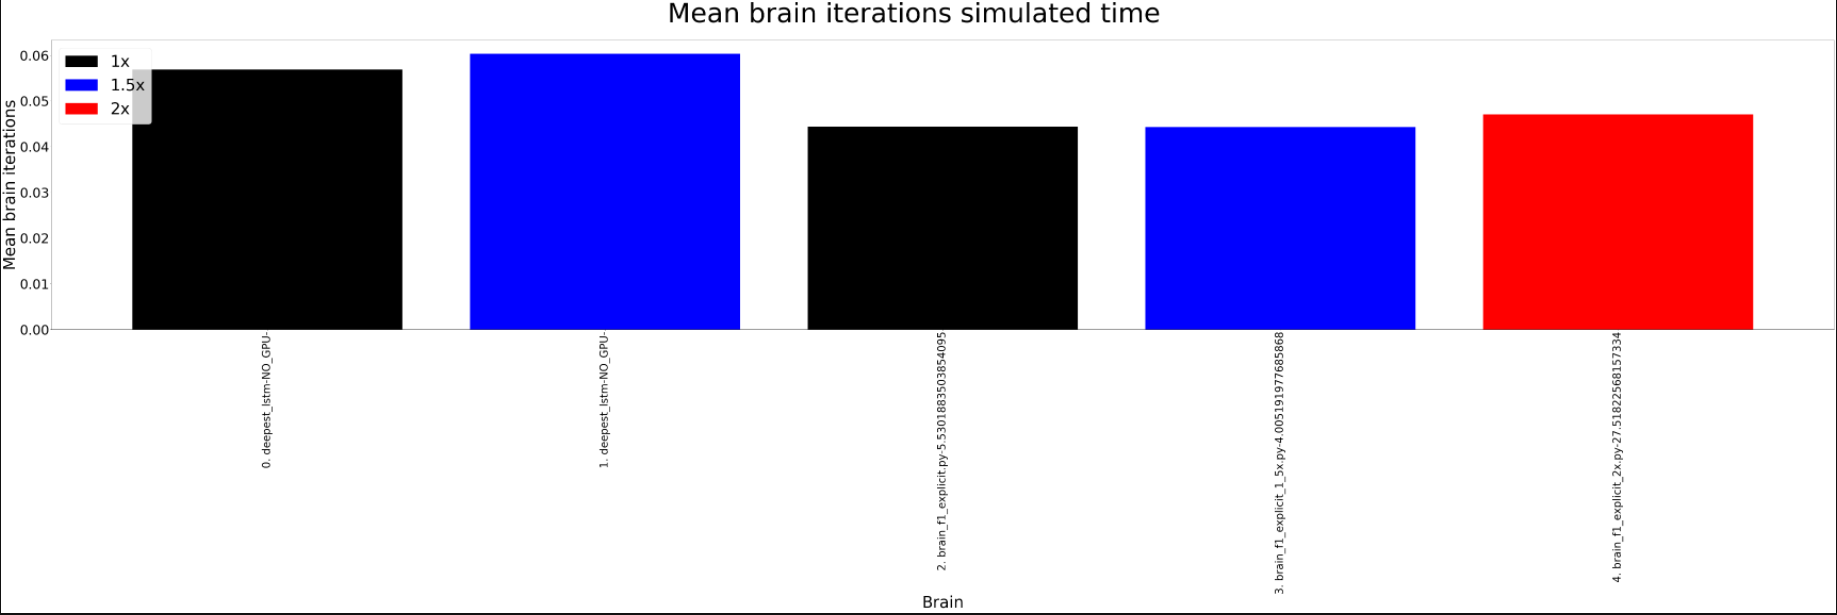 Mean brain iterations simulated time
Mean brain iterations
0.06
0.05
0.04
0.03
0.02
0.01
0.00
1x
1.5x
2x
0. deepest_lstm-NO_GPU-
1. deepest_lstm-NO_GPU-
2. brain_f1_explicit.py-5.5301883503854095
3. brain_f1_explicit_1_5x.py-4.005191977685868
4. brain_f1_explicit_2x.py-27.51822568157334
Brain